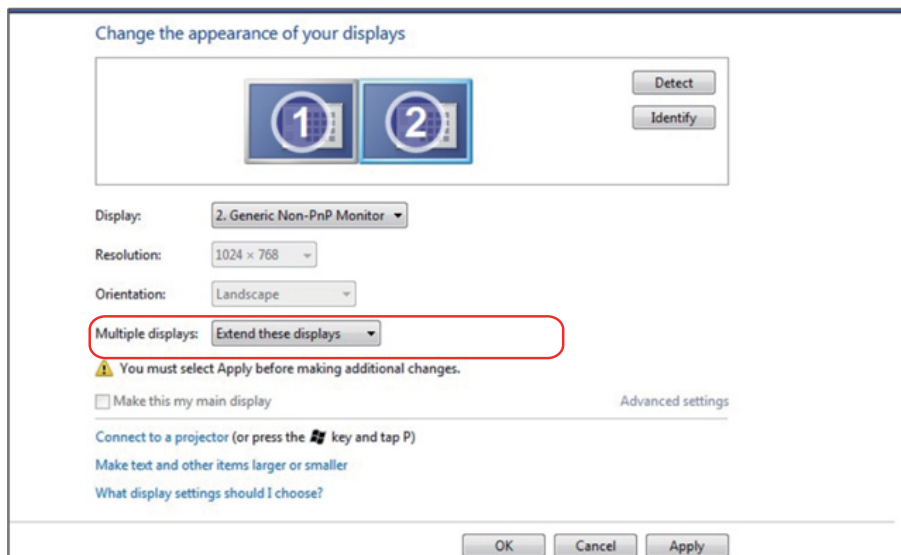 Change the appearance of your displays
1 2
Detect
Identify
Display: 2. Generic Non-PnP Monitor
Resolution: 1024 × 768
Orientation: Landscape
Multiple displays: Extend these displays
You must select Apply before making additional changes.
Make this my main display Advanced settings
Connect to a projector (or press the key and tap P)
Make text and other items larger or smaller
What display settings should I choose?
OK Cancel Apply